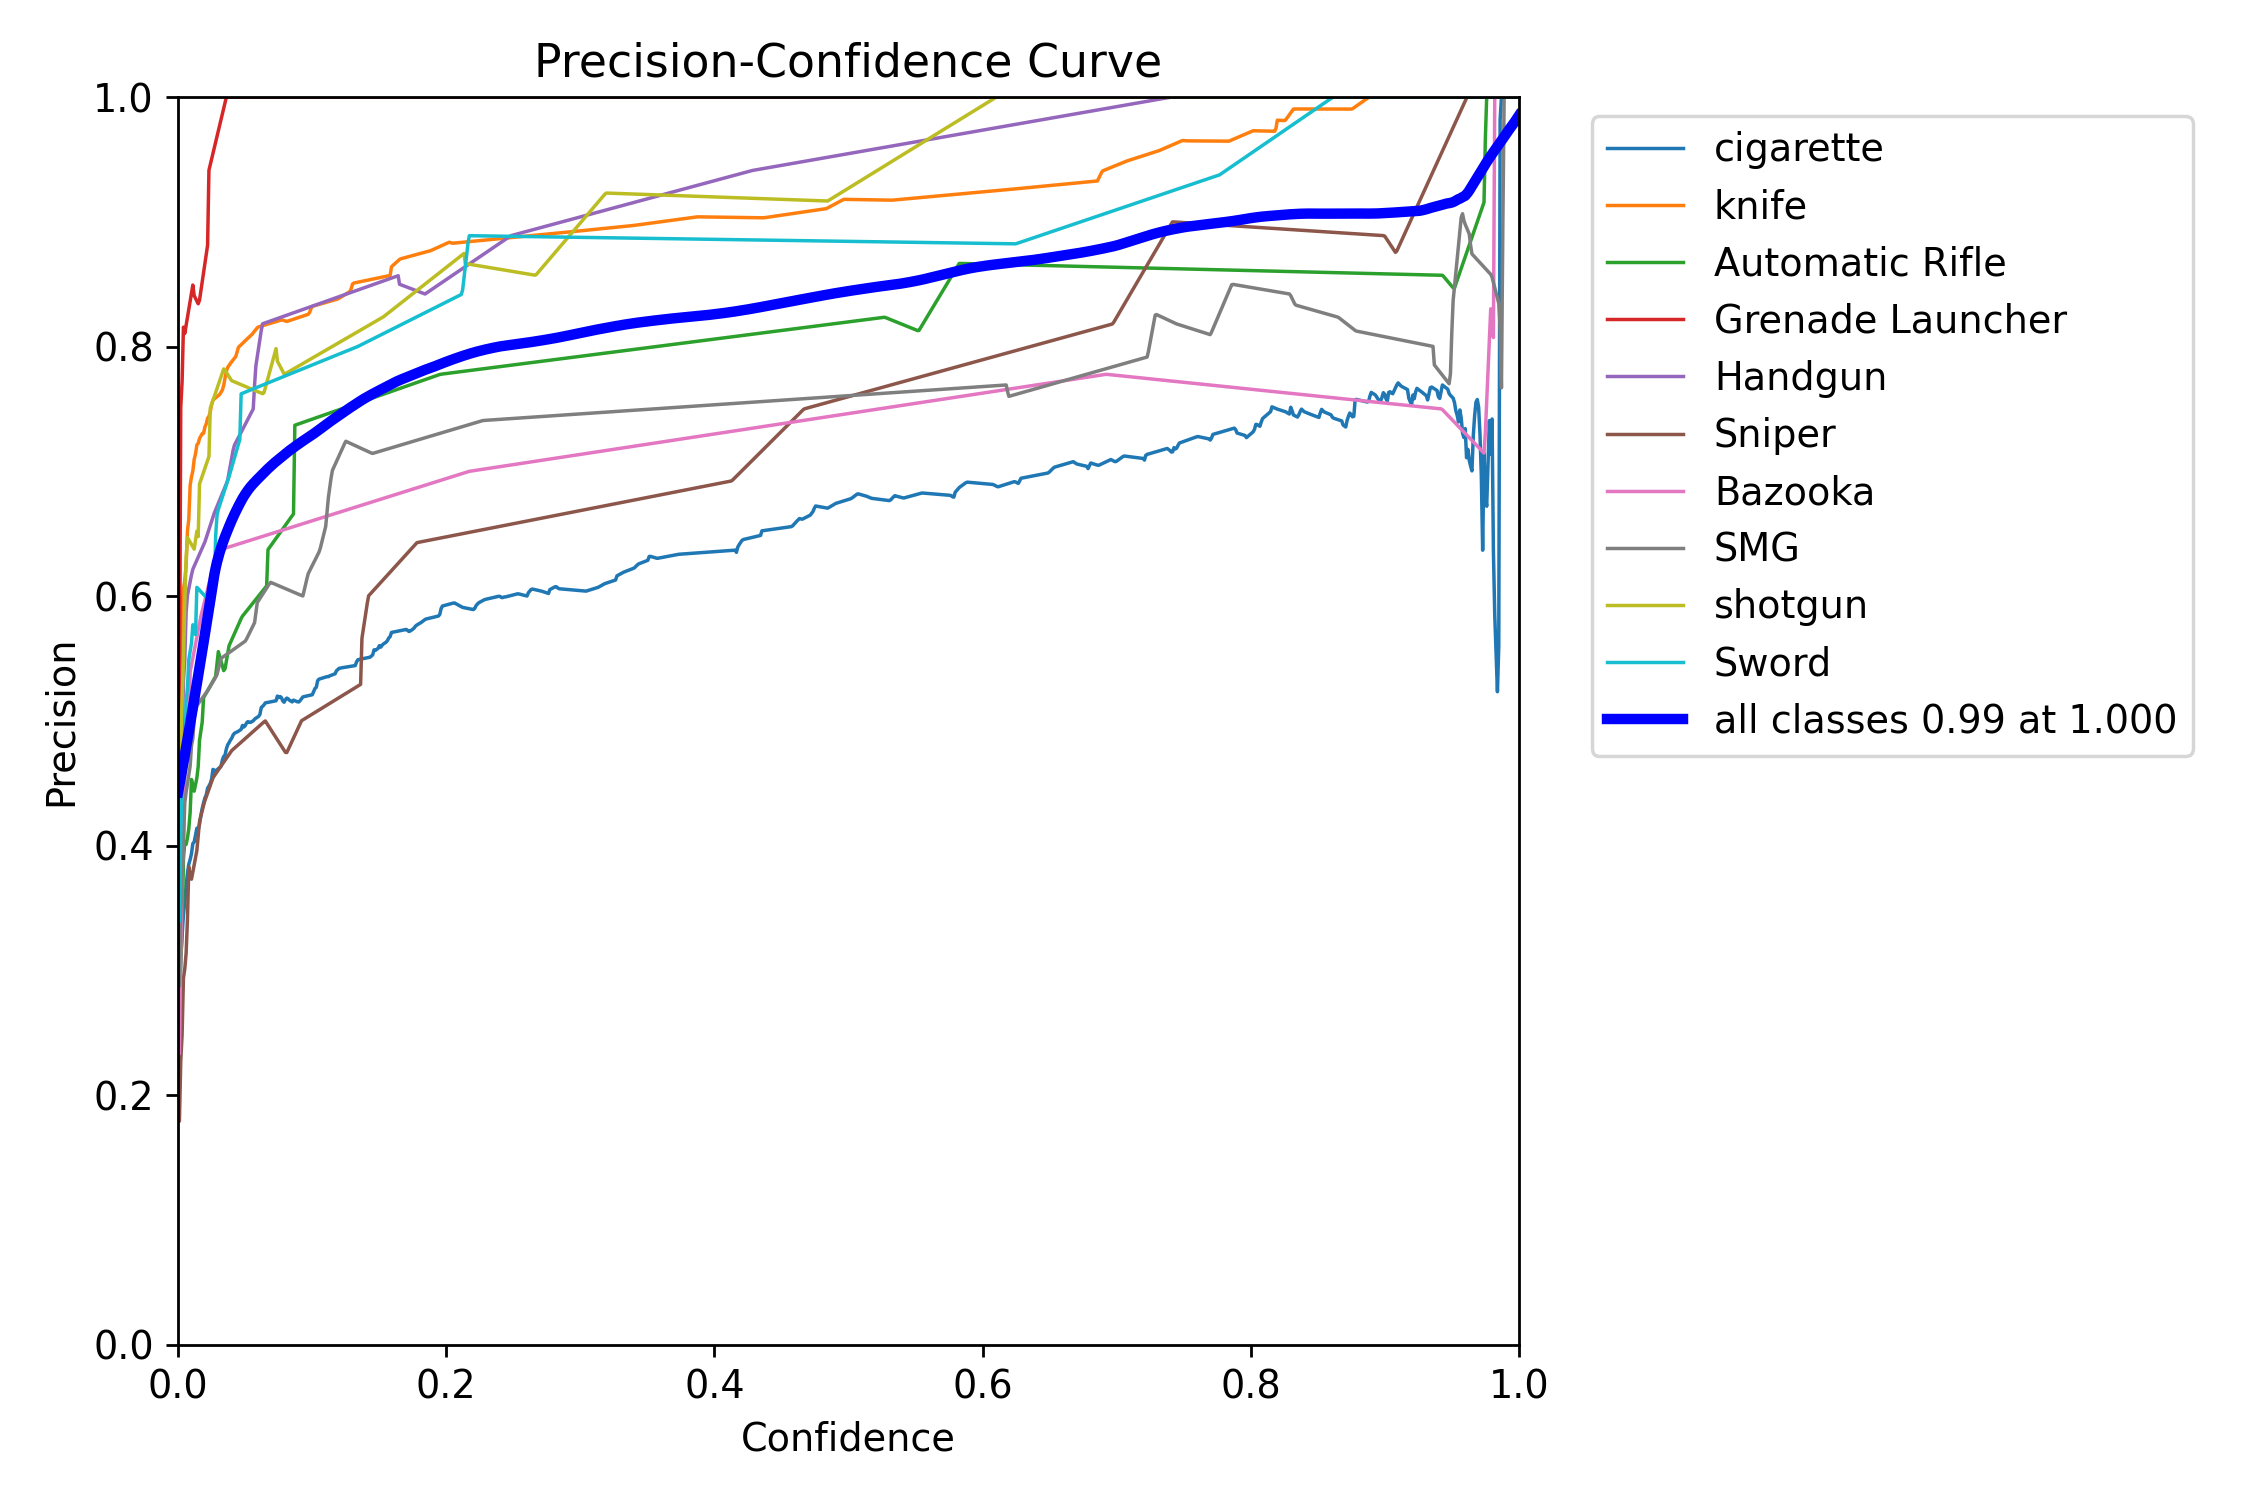 Precision-Confidence Curve
1.0
0.8
0.6
0.4
0.2
0.0
Precision
0.0 0.2 0.4 0.6 0.8 1.0
Confidence
cigarette
knife
Automatic Rifle
Grenade Launcher
Handgun
Sniper
Bazooka
SMG
shotgun
Sword
all classes 0.99 at 1.000